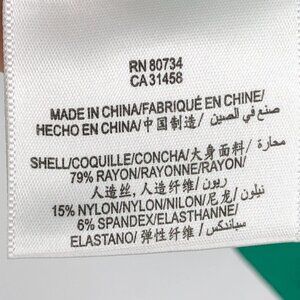 RN 80734
CA 31456
MADE IN CHINA/FABRIQUÉ EN CHINE/
HECHO EN CHINA/中国制造/ صنع في الصين
SHELL/COQUILLE/CONCHA/大身面料/ محارة/
79% RAYON/RAYONNE/RAYON/
人造丝, 人造纤维/ ريون/
15% NYLON/NYLON/NILON/尼龙/ نيلون/
6% SPANDEX/ELASTHANNE/
ELASTANO/ 弹性纤维/ سباندكس